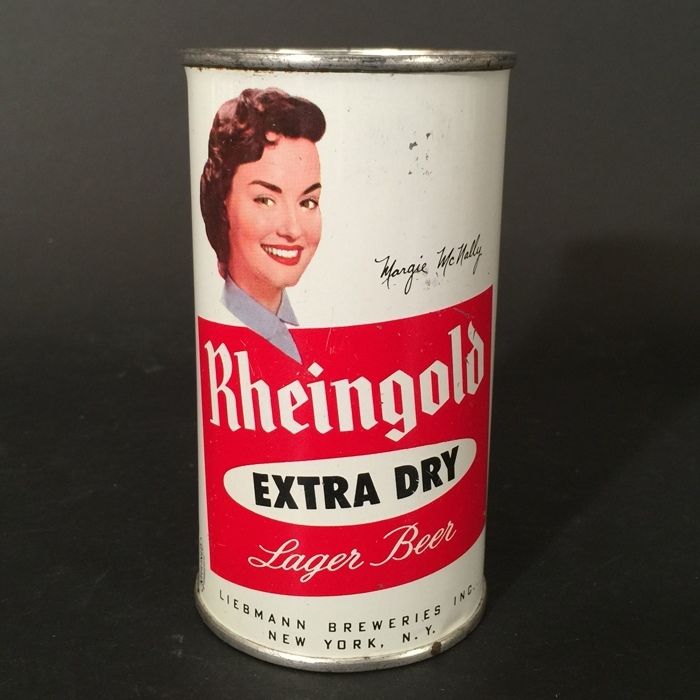 Margie McNally
Rheingold
EXTRA DRY
Lager Beer
LIEBMANN BREWERIES INC.
NEW YORK, N.Y.